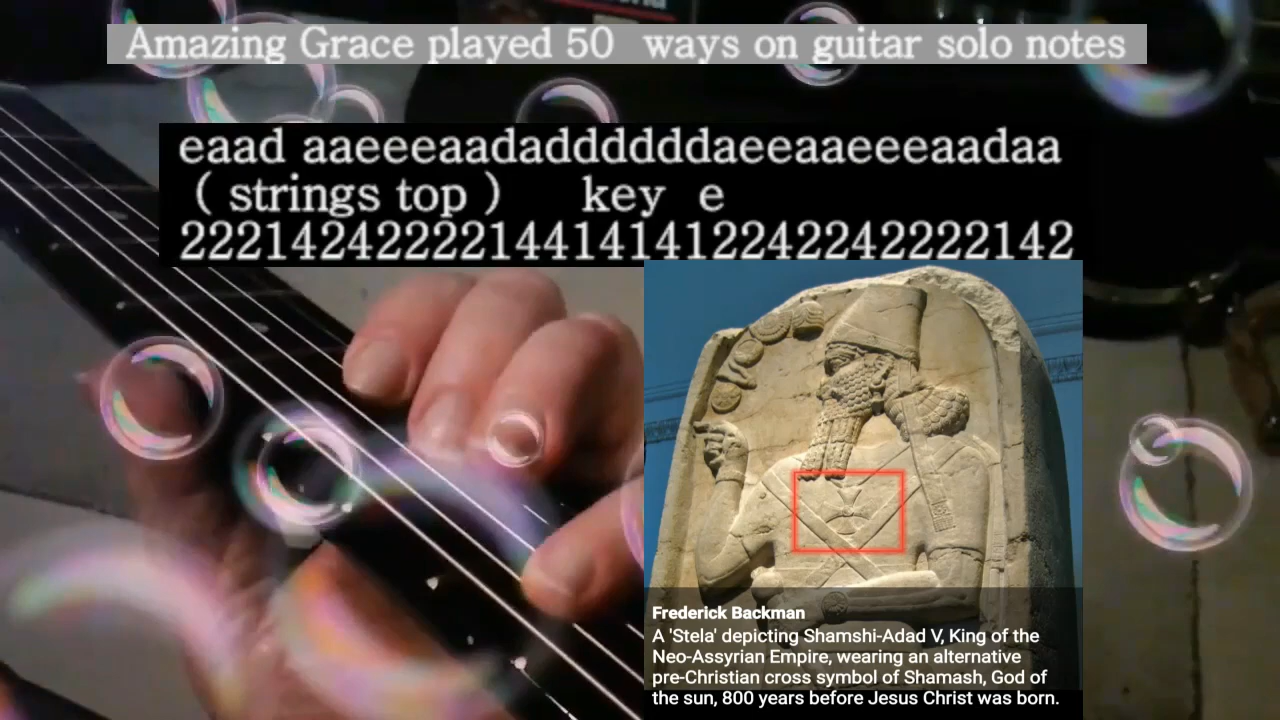 Amazing Grace played 50 ways on guitar solo notes
eaad aaeeeaadaddddddaeeaaeeeeaadaa
( strings top ) key e
22214242222144141412242242222142
Frederick Backman
A 'Stela' depicting Shamshi-Adad V, King of the
Neo-Assyrian Empire, wearing an alternative
pre-Christian cross symbol of Shamash, God of
the sun, 800 years before Jesus Christ was born.